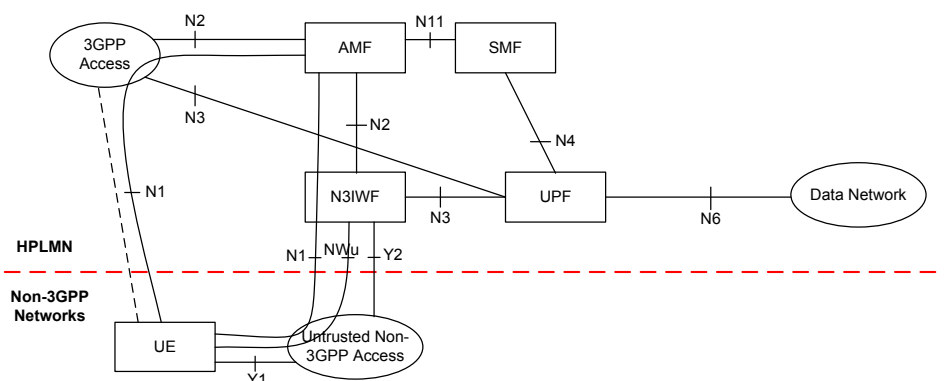 N2
N11
3GPP
Access
AMF
SMF
N3
N2
N4
N1
N3IWF
UPF
Data Network
N3
N6
HPLMN
N1
NWu
Y2
Non-3GPP
Networks
UE
Untrusted Non-
3GPP Access
Y1